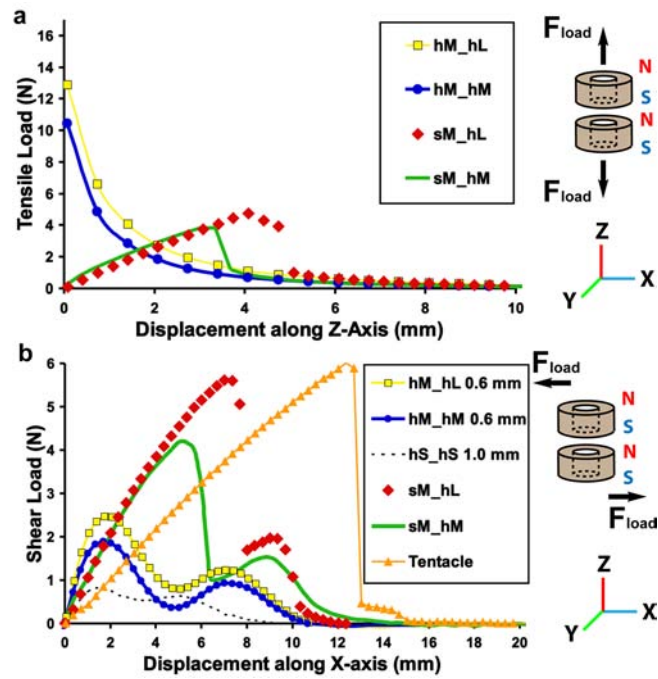 a
16
14
12
10
8
6
4
2
0
Tensile Load (N)
0 2 4 6 8 10
Displacement along Z-Axis (mm)
hM_hL
hM_hM
sM_hL
sM_hM
Fload
N
S
N
S
Fload
Z
X
Y
b
6
5
4
3
2
1
0
Shear Load (N)
0 2 4 6 8 10 12 14 16 18 20
Displacement along X-axis (mm)
hM_hL 0.6 mm
hM_hM 0.6 mm
hS_hS 1.0 mm
sM_hL
sM_hM
Tentacle
Fload
N
S
N
S
Fload
Z
X
Y